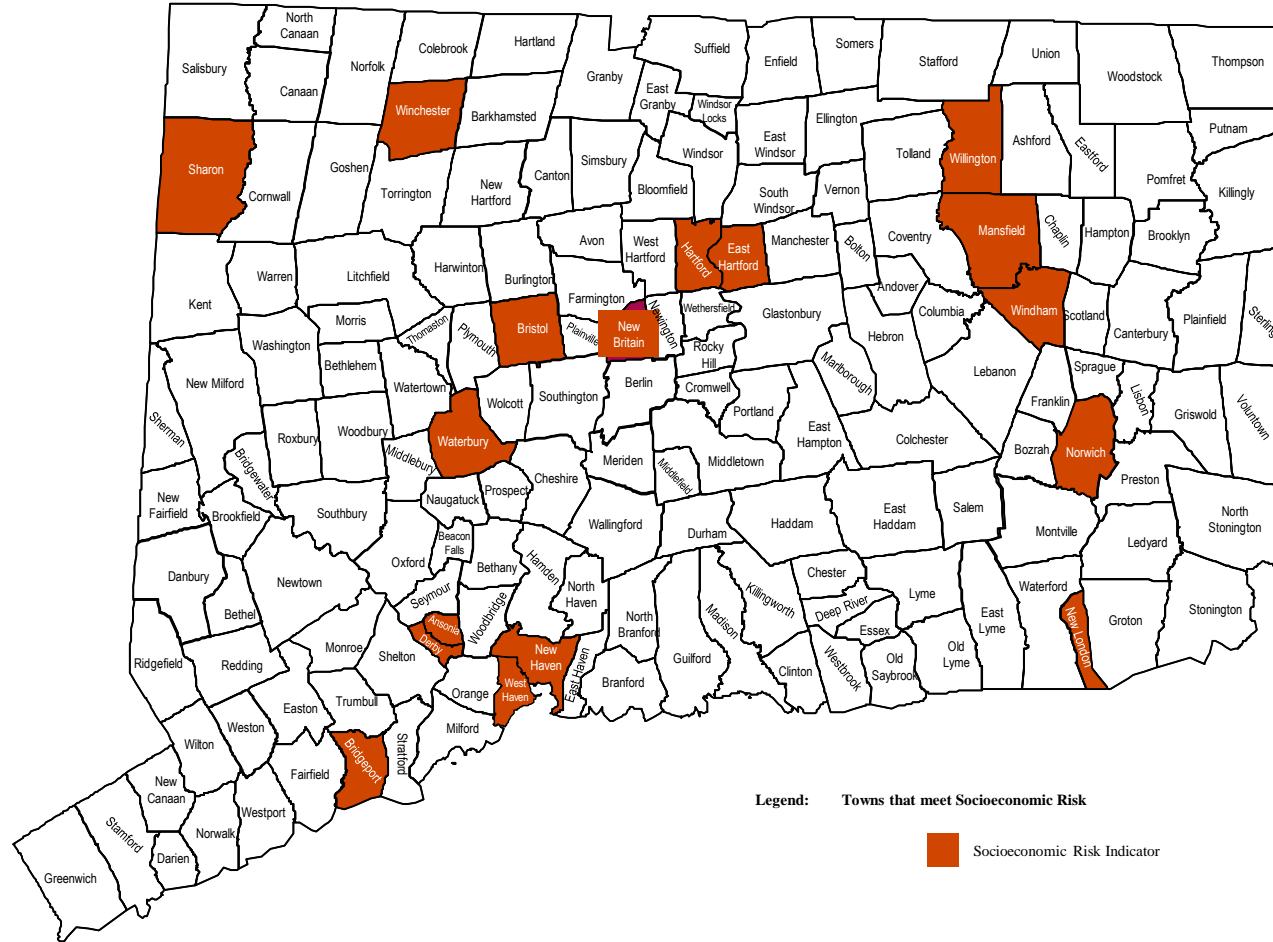 North
Canaan
Colebrook
Hartland
Suffield
Enfield
Somers
Stafford
Union
Woodstock
Thompson
Salisbury
Norfolk
Granby
Canaan
East
Granby
Windsor
Locks
Winchester
Barkhamsted
Ellington
East
Windsor
Putnam
Ashford
Eastford
Tolland
Willington
Windsor
Simsbury
Canton
Goshen
Sharon
Cornwall
Torrington
New
Hartford
Bloomfield
South
Windsor
Vernon
Pomfret
Killingly
Avon
West
Hartford
Hartford
East
Hartford
Manchester
Bolton
Coventry
Mansfield
Chaplin
Hampton
Brooklyn
Warren
Litchfield
Harwinton
Burlington
Kent
Farmington
Andover
Morris
Thomaston
Plymouth
Bristol
Plainville
New
Britain
Newington
Wethersfield
Glastonbury
Columbia
Windham
Scotland
Canterbury
Plainfield
Sterling
Washington
Hebron
Rocky
Hill
Marlborough
Bethlehem
Watertown
New Milford
Berlin
Cromwell
Lebanon
Sprague
Lisbon
Franklin
Griswold
Voluntown
Wolcott
Southington
Portland
East
Hampton
Sherman
Roxbury
Woodbury
Waterbury
Middlebury
Colchester
Bozrah
Norwich
Preston
Bridgewater
Meriden
Middlefield
Middletown
Cheshire
Prospect
Naugatuck
New
Fairfield
Brookfield
Southbury
Wallingford
Durham
Haddam
East
Haddam
Salem
Montville
North
Stonington
Ledyard
Beacon
Falls
Oxford
Bethany
Hamden
North
Haven
Danbury
Newtown
Bethel
Seymour
Woodbridge
Killingworth
Chester
Deep River
Essex
Lyme
East
Lyme
Waterford
New London
Groton
Stonington
Ansonia
Derby
North
Branford
Madison
Guilford
Monroe
Shelton
New
Haven
East Haven
Ridgefield
Redding
West
Haven
Branford
Clinton
Westbrook
Old
Saybrook
Old
Lyme
Orange
Easton
Trumbull
Milford
Weston
Wilton
Bridgeport
Stratford
Fairfield
New
Canaan
Westport
Norwalk
Stamford
Darien
Greenwich
Legend: Towns that meet Socioeconomic Risk
Socioeconomic Risk Indicator